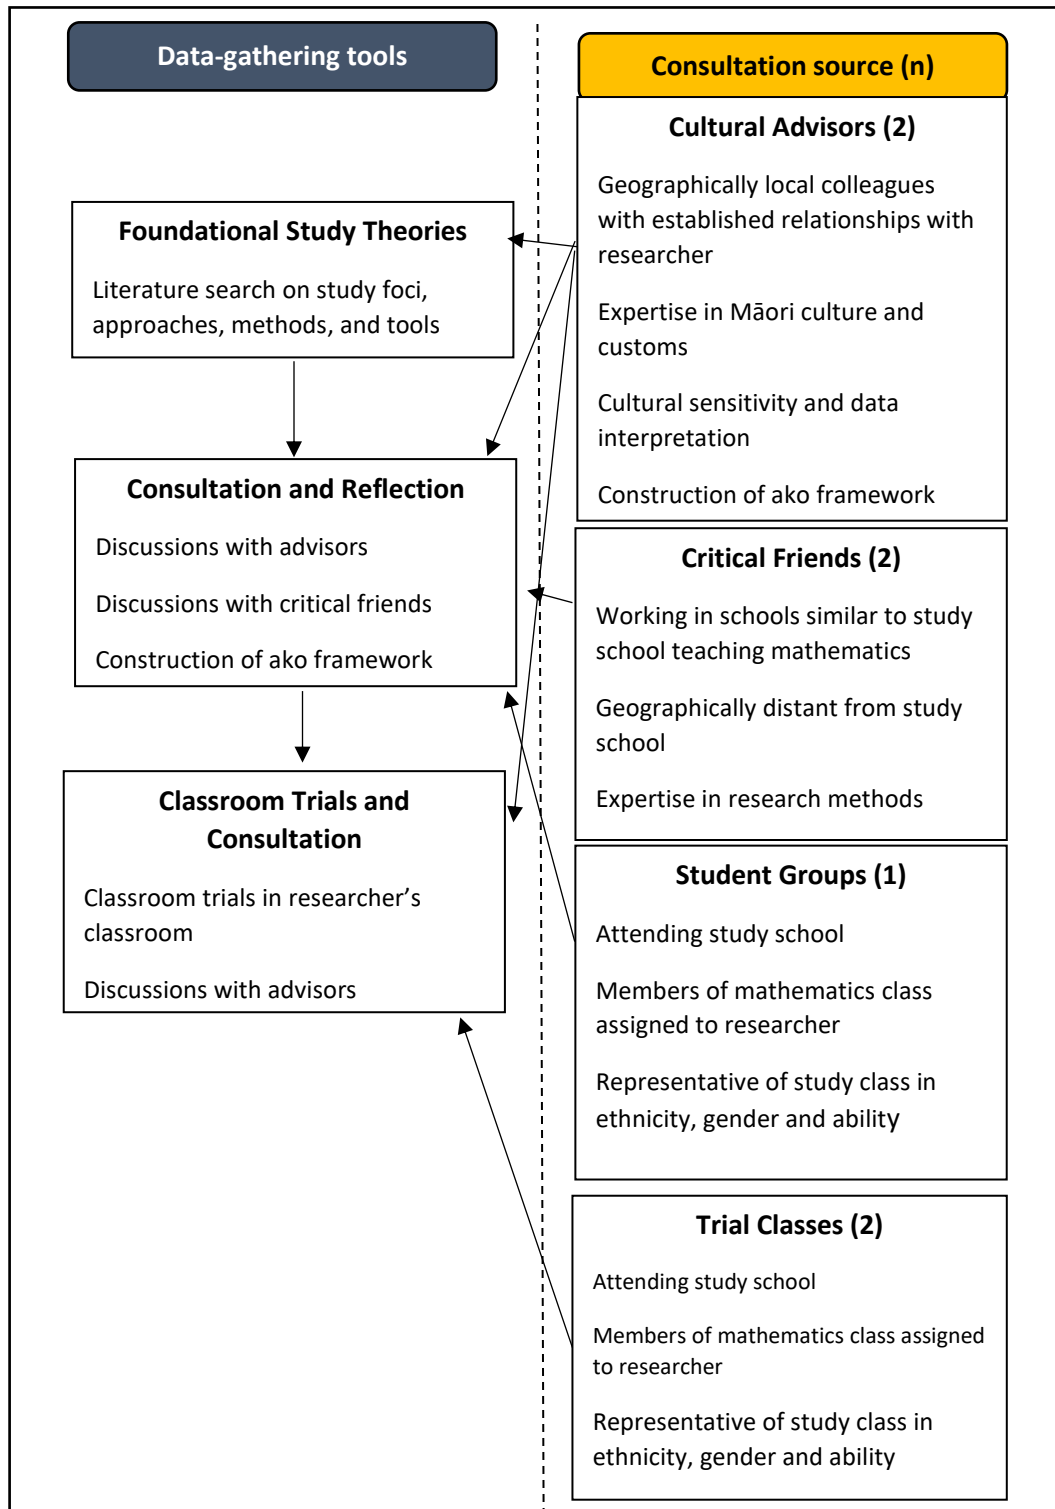 Data-gathering tools
Foundational Study Theories
Literature search on study foci,
approaches, methods, and tools
Consultation and Reflection
Discussions with advisors
Discussions with critical friends
Construction of ako framework
Classroom Trials and
Consultation
Classroom trials in researcher’s
classroom
Discussions with advisors
Consultation source (n)
Cultural Advisors (2)
Geographically local colleagues
with established relationships with
researcher
Expertise in Māori culture and
customs
Cultural sensitivity and data
interpretation
Construction of ako framework
Critical Friends (2)
Working in schools similar to study
school teaching mathematics
Geographically distant from study
school
Expertise in research methods
Student Groups (1)
Attending study school
Members of mathematics class
assigned to researcher
Representative of study class in
ethnicity, gender and ability
Trial Classes (2)
Attending study school
Members of mathematics class assigned
to researcher
Representative of study class in
ethnicity, gender and ability